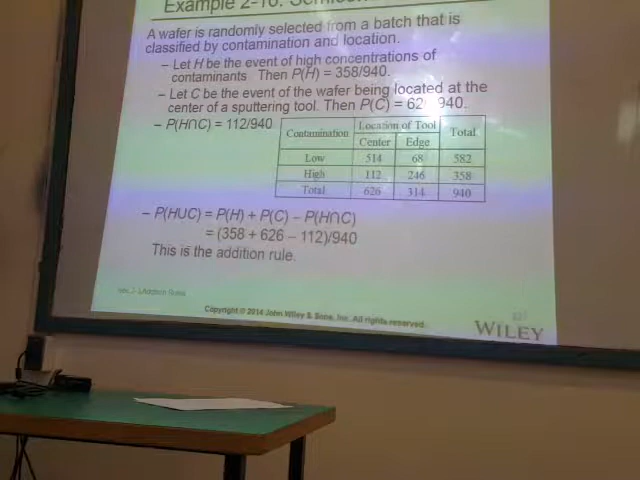 Example 2-10:
A wafer is randomly selected from a batch that is
classified by contamination and location.
– Let H be the event of high concentrations of
contaminants. Then P(H) = 358/940.
– Let C be the event of the wafer being located at the
center of a sputtering tool. Then P(C) = 626/940.
– P(H∩C) = 112/940
Contamination Location of Tool Total
Center Edge
Low 514 68 582
High 112 246 358
Total 626 314 940
– P(HUC) = P(H) + P(C) – P(H∩C)
= (358 + 626 – 112)/940
This is the addition rule.
Addition Rules
Copyright © 2014 John Wiley & Sons, Inc. All rights reserved.
WILEY